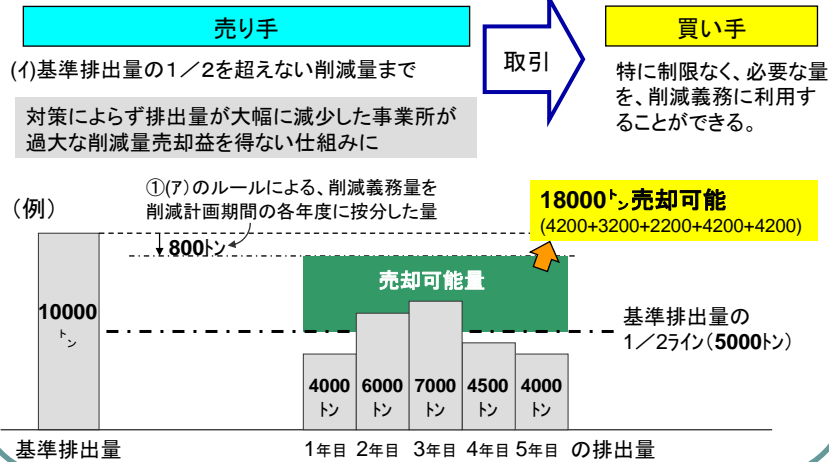 売り手
取引
買い手
(イ)基準排出量の1／2を超えない削減量まで
対策によらず排出量が大幅に減少した事業所が
過大な削減量売却益を得ない仕組みに
特に制限なく、必要な量
を、削減義務に利用す
ることができる。
(例)
①(ア)のルールによる、削減義務量を
削減計画期間の各年度に按分した量
18000トン売却可能
(4200+3200+2200+4200+4200)
800トン
売却可能量
10000
トン
基準排出量の
1／2ライン(5000トン)
4000
トン
6000
トン
7000
トン
4500
トン
4000
トン
基準排出量
1年目 2年目 3年目 4年目 5年目 の排出量